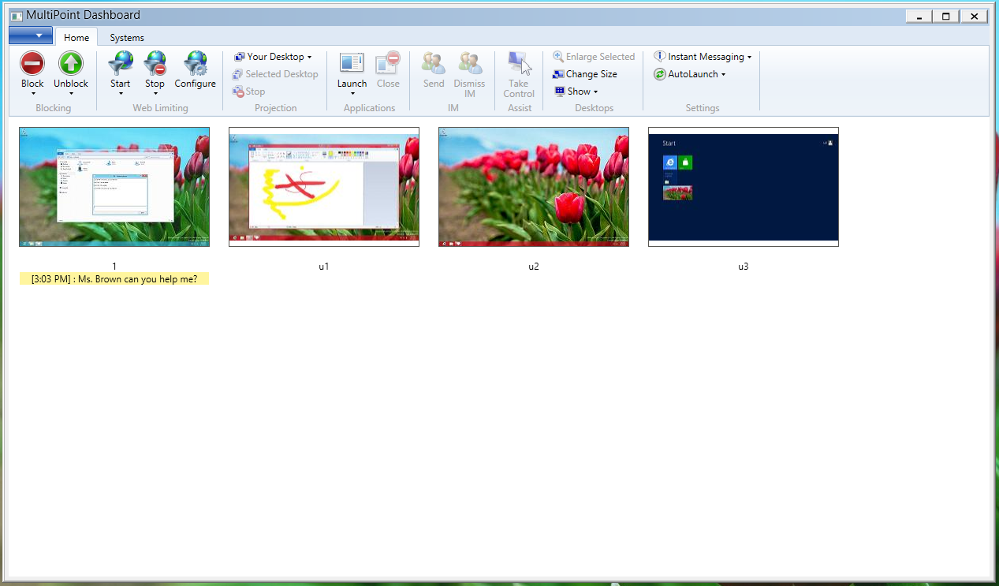 MultiPoint Dashboard
Home Systems
Block Unblock Start Stop Configure Your Desktop Selected Desktop Stop Launch Close Send Dismiss IM Take Control Enlarge Selected Change Size Show Instant Messaging AutoLaunch
Blocking Web Limiting Projection Applications IM Assist Desktops Settings
Start
1 u1 u2 u3
[3:03 PM] : Ms. Brown can you help me?